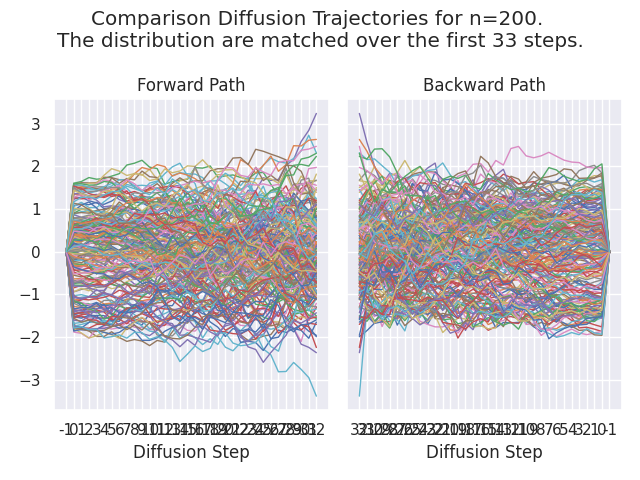 Comparison Diffusion Trajectories for n=200.
The distribution are matched over the first 33 steps.
Forward Path
Backward Path
3
2
1
0
−1
−2
−3
Diffusion Step
Diffusion Step